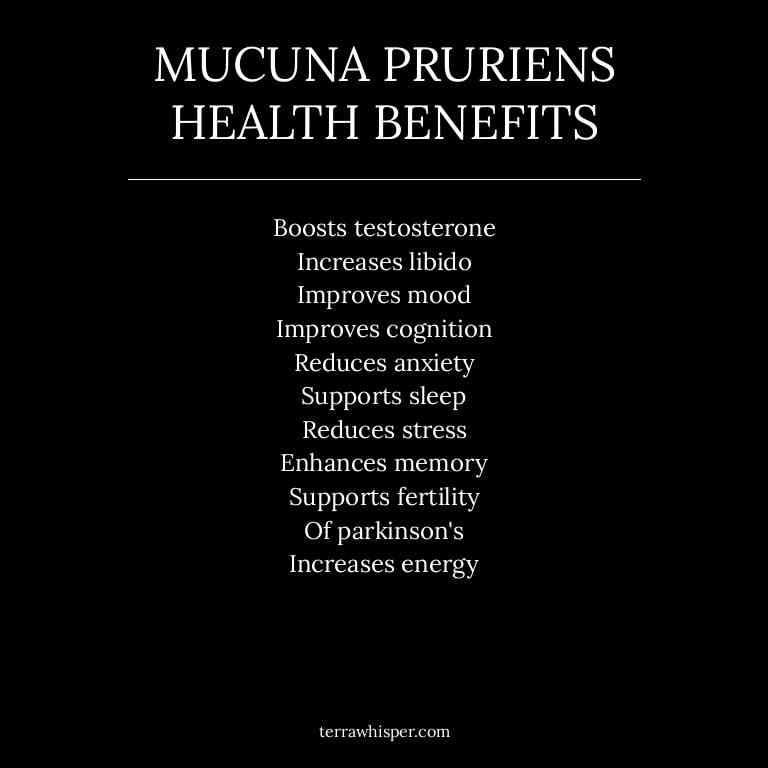 MUCUNA PRURIENS
HEALTH BENEFITS
Boosts testosterone
Increases libido
Improves mood
Improves cognition
Reduces anxiety
Supports sleep
Reduces stress
Enhances memory
Supports fertility
Of parkinson's
Increases energy
terrawhisper.com